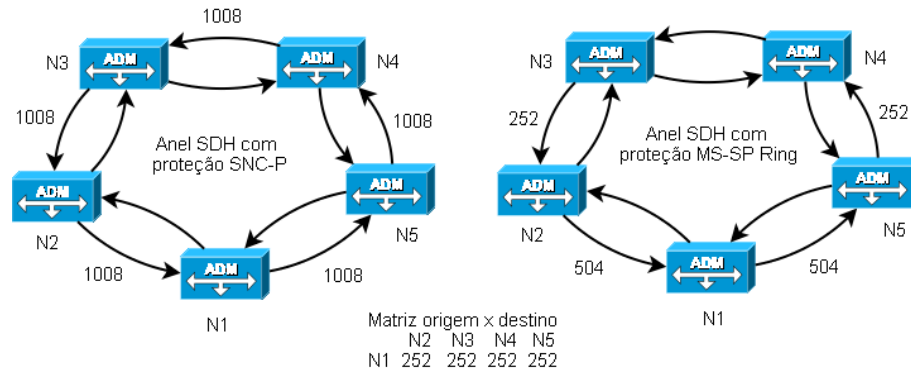 1008
ADM
N3
ADM
N4
1008
1008
Anel SDH com
proteção SNC-P
ADM
N2
ADM
N5
1008
1008
ADM
N1
ADM
N3
ADM
N4
252
252
Anel SDH com
proteção MS-SP Ring
ADM
N2
ADM
N5
504
504
ADM
N1
Matriz origem x destino
N2 N3 N4 N5
N1 252 252 252 252